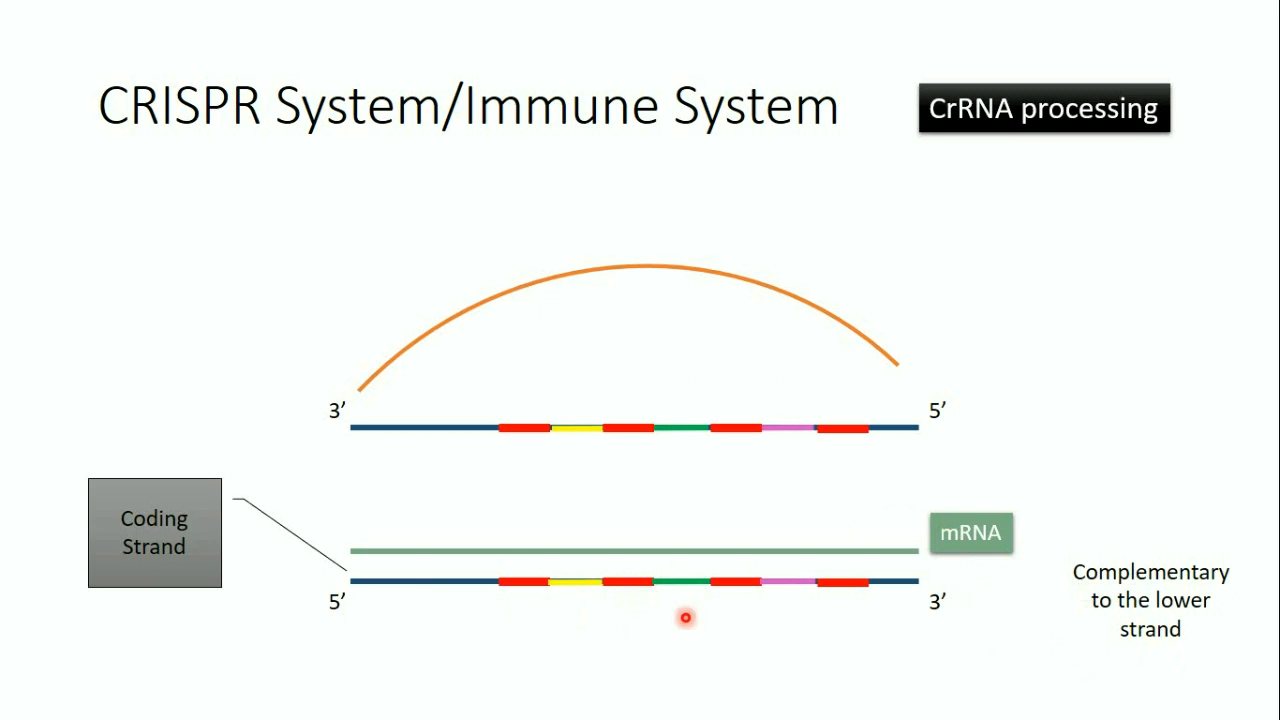 CRISPR System/Immune System
CrRNA processing
3’
5’
Coding
Strand
mRNA
5’
3’
Complementary
to the lower
strand